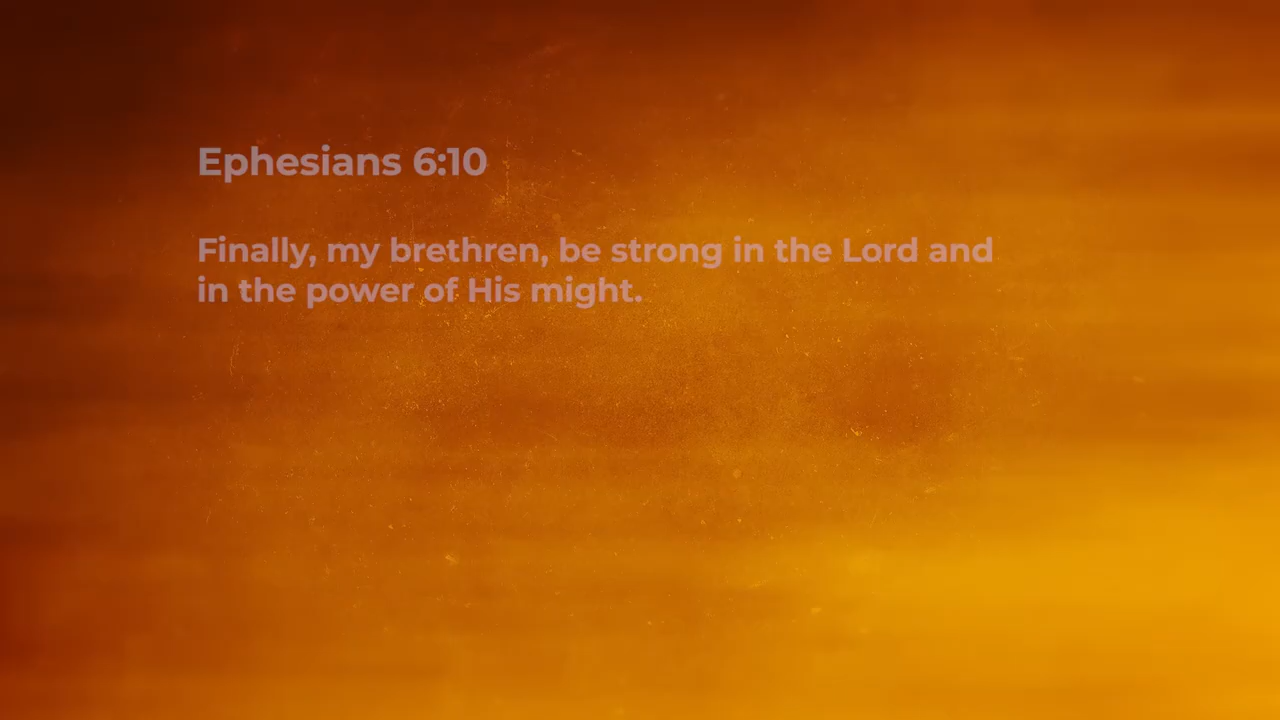 Ephesians 6:10
Finally, my brethren, be strong in the Lord and
in the power of His might.